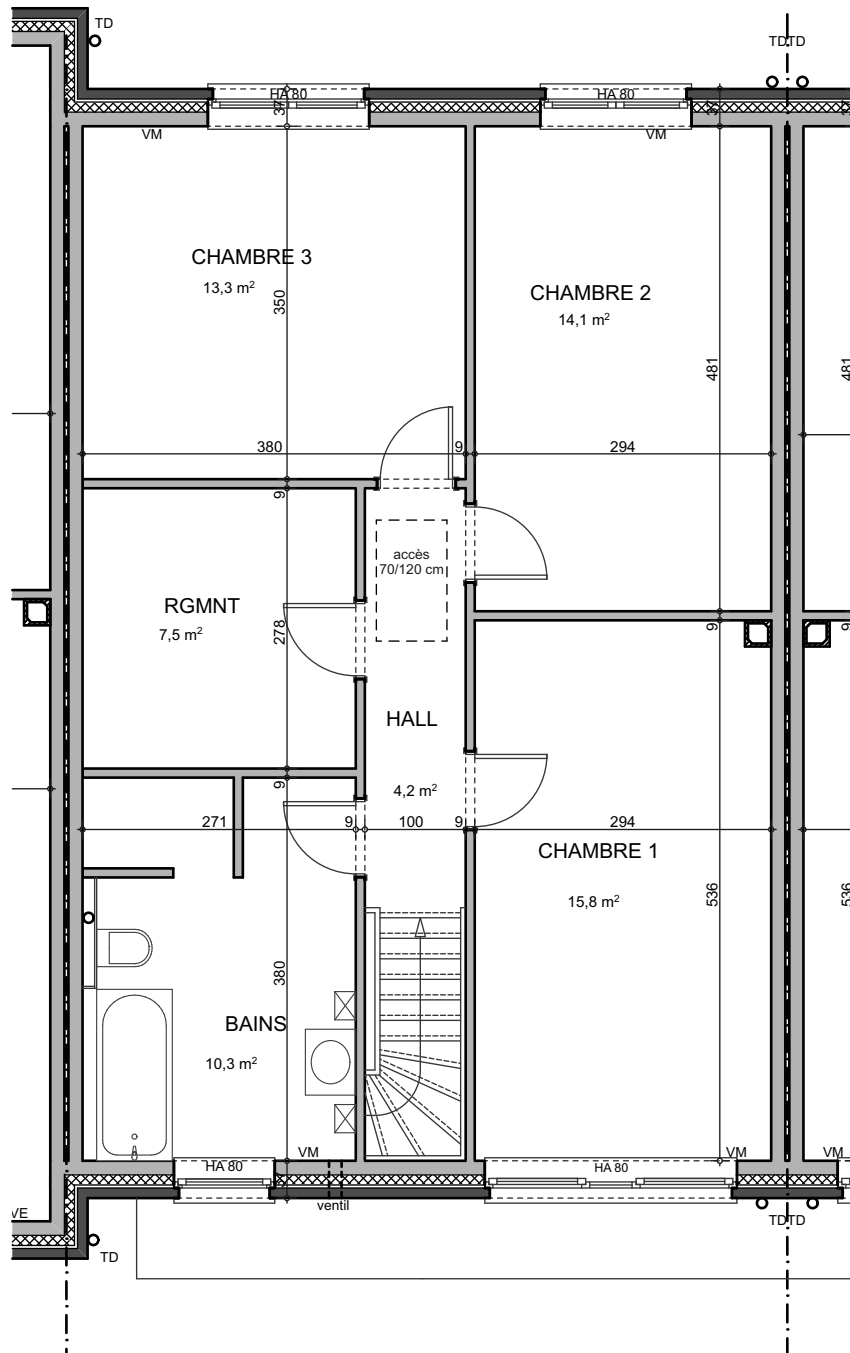 TD
TDTD
HA 80
HA 80
37
37
37
VM
VM
CHAMBRE 3
13,3 m²
350
CHAMBRE 2
14,1 m²
481
481
380
9
294
9
accès
70/120 cm
RGMNT
7,5 m²
278
9
9
HALL
4,2 m²
9
271
9
100
9
294
CHAMBRE 1
15,8 m²
536
536
380
BAINS
10,3 m²
VM
VM
VM
HA 80
HA 80
ventil
VE
TDTD
TD